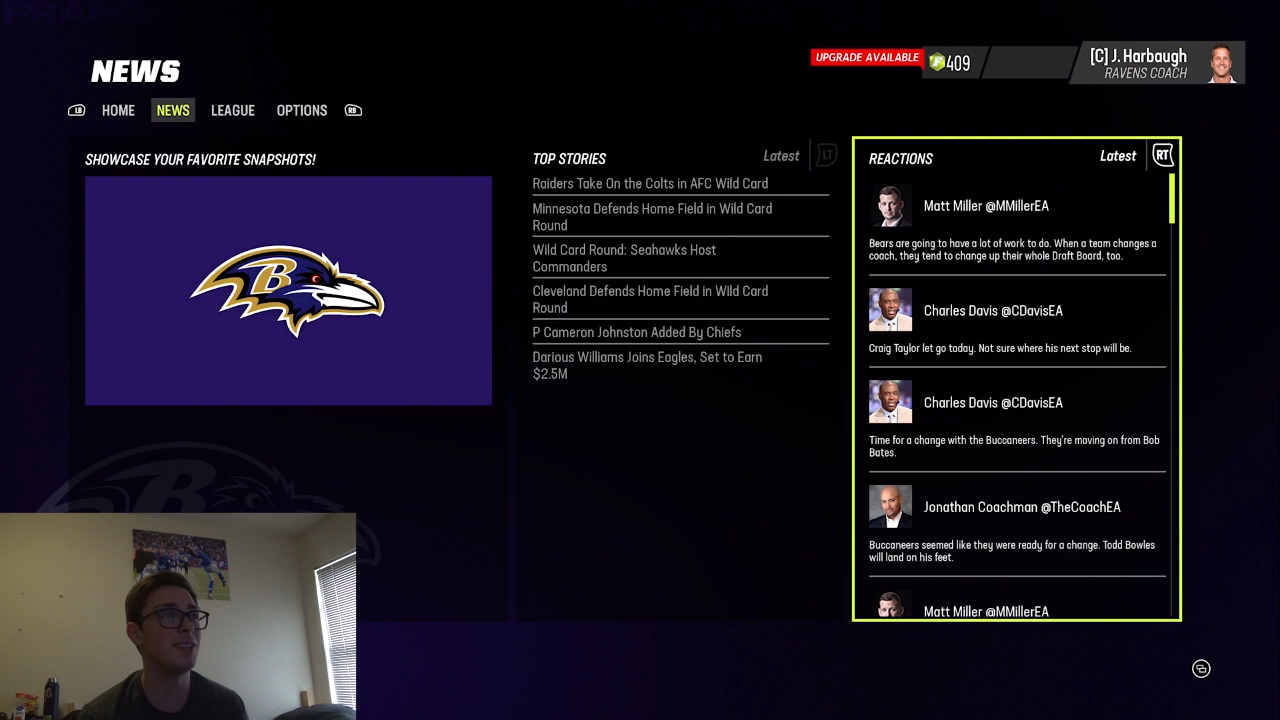 NEWS
UPGRADE AVAILABLE
409
[C] J. Harbaugh
RAVENS COACH
LB
HOME
NEWS
LEAGUE
OPTIONS
RB
SHOWCASE YOUR FAVORITE SNAPSHOTS!
B
TOP STORIES
Latest
LT
Raiders Take On the Colts in AFC Wild Card
Minnesota Defends Home Field in Wild Card
Round
Wild Card Round: Seahawks Host
Commanders
Cleveland Defends Home Field in Wild Card
Round
P Cameron Johnston Added By Chiefs
Darious Williams Joins Eagles, Set to Earn
$2.5M
REACTIONS
Latest
RT
Matt Miller @MMillerEA
Bears are going to have a lot of work to do. When a team changes a
coach, they tend to change up their whole Draft Board, too.
Charles Davis @CDavisEA
Craig Taylor let go today. Not sure where his next stop will be.
Charles Davis @CDavisEA
Time for a change with the Buccaneers. They're moving on from Bob
Bates.
Jonathan Coachman @TheCoachEA
Buccaneers seemed like they were ready for a change. Todd Bowles
will land on his feet.
Matt Miller @MMillerEA